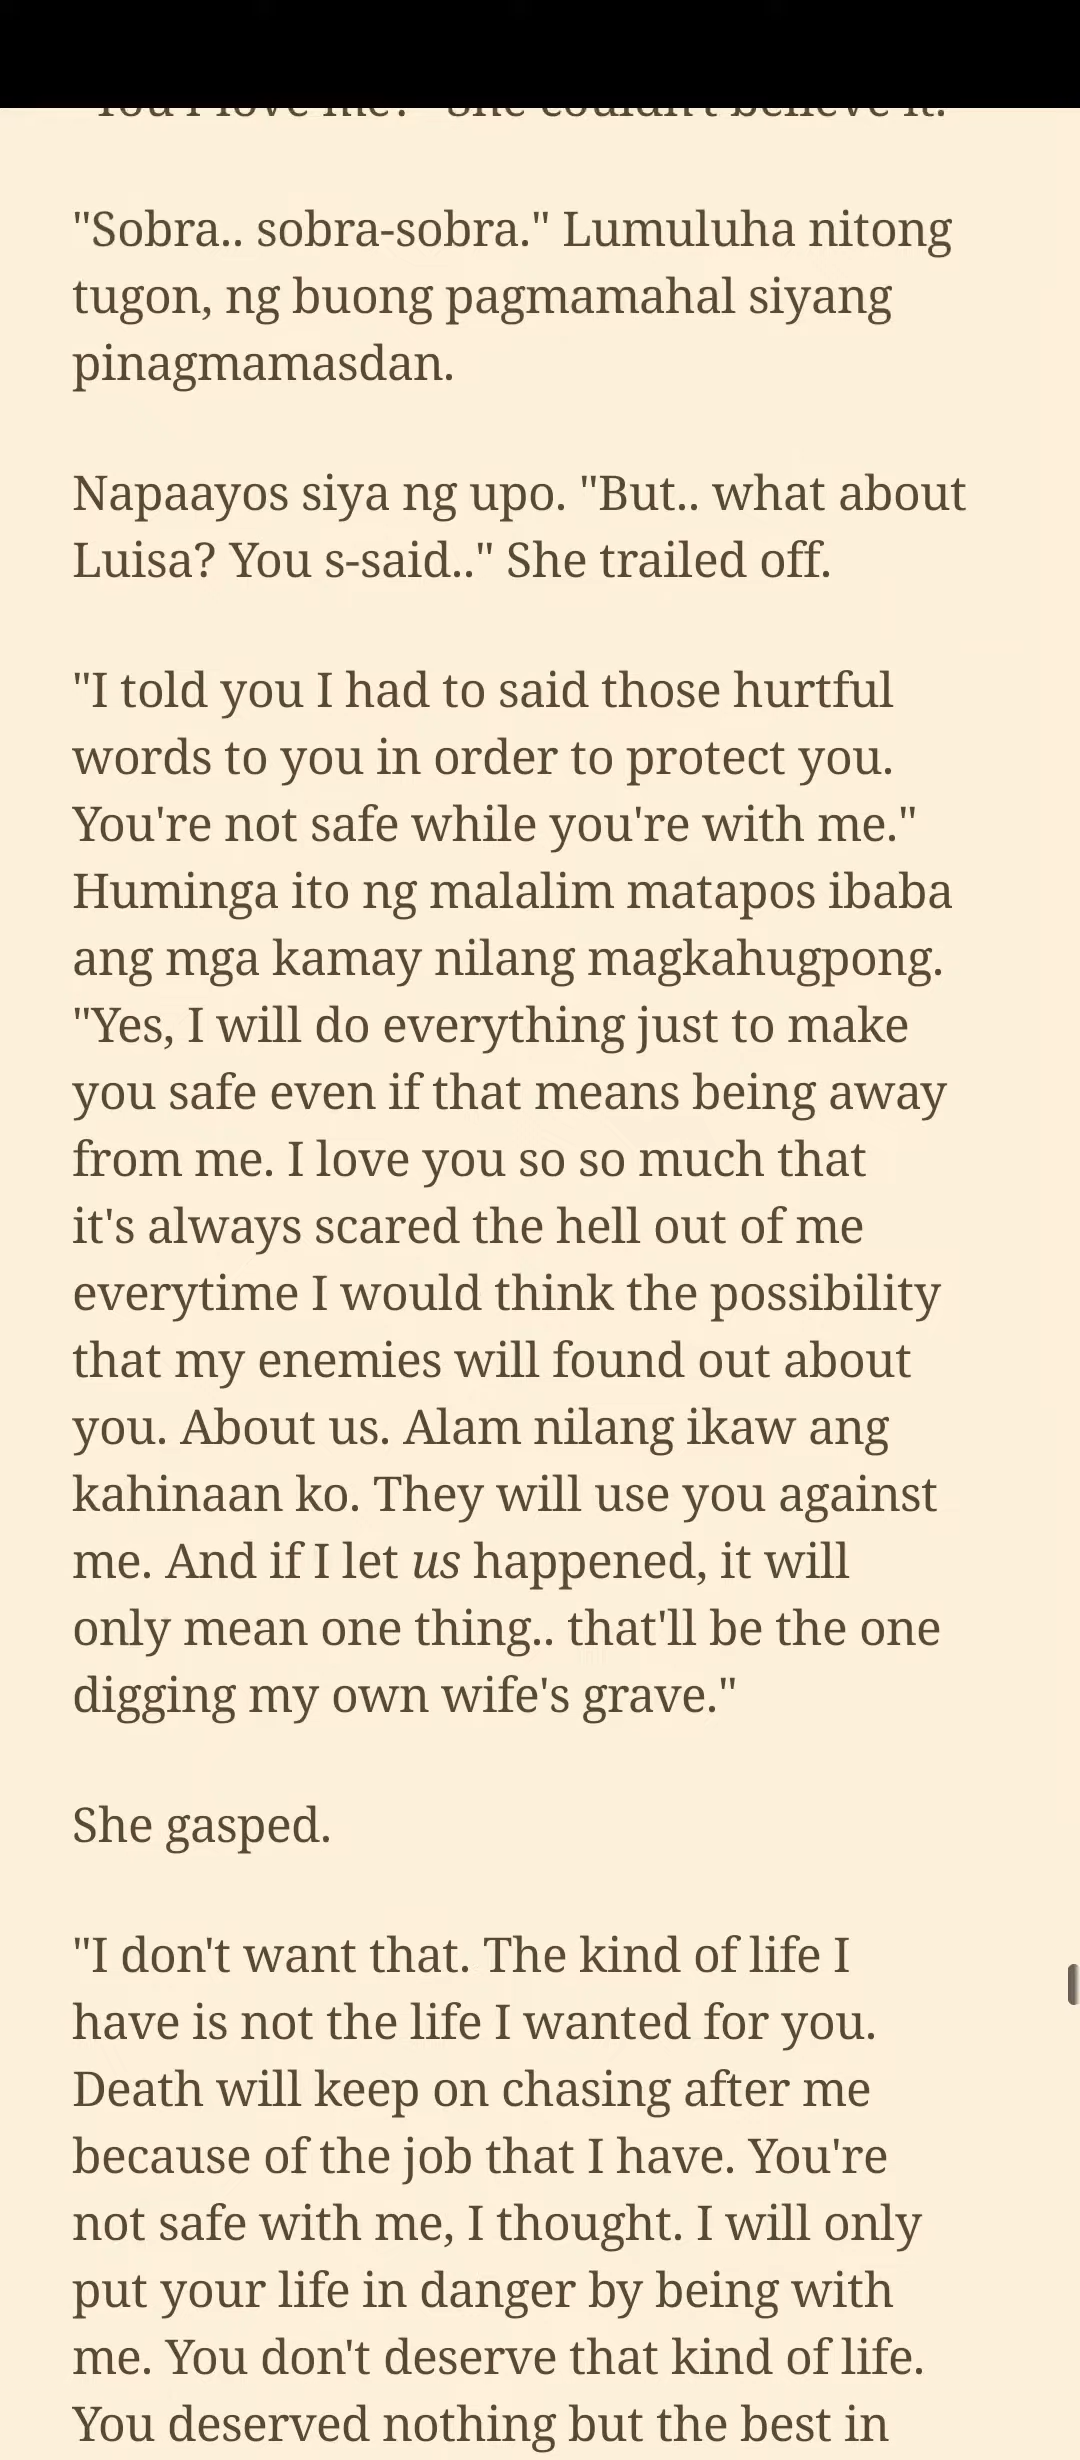 "Sobra.. sobra-sobra." Lumuluha nitong
tugon, ng buong pagmamahal siyang
pinagmamasdan.
Napaayos siya ng upo. "But.. what about
Luisa? You s-said.." She trailed off.
"I told you I had to said those hurtful
words to you in order to protect you.
You're not safe while you're with me."
Huminga ito ng malalim matapos ibaba
ang mga kamay nilang magkahugpong.
"Yes, I will do everything just to make
you safe even if that means being away
from me. I love you so so much that
it's always scared the hell out of me
everytime I would think the possibility
that my enemies will found out about
you. About us. Alam nilang ikaw ang
kahinaan ko. They will use you against
me. And if I let us happened, it will
only mean one thing.. that'll be the one
digging my own wife's grave."
She gasped.
"I don't want that. The kind of life I
have is not the life I wanted for you.
Death will keep on chasing after me
because of the job that I have. You're
not safe with me, I thought. I will only
put your life in danger by being with
me. You don't deserve that kind of life.
You deserved nothing but the best in